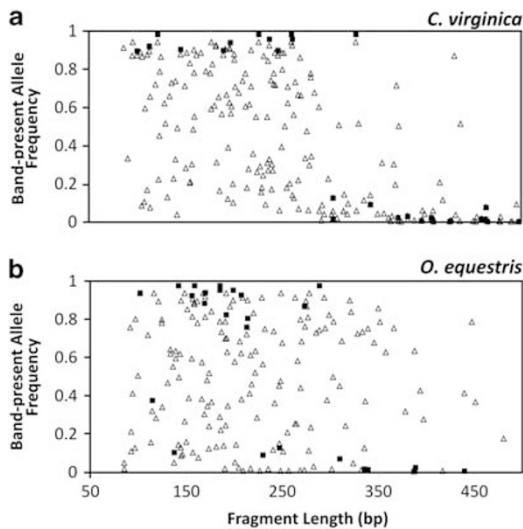 a
C. virginica
Band-present Allele
Frequency
1
0.8
0.6
0.4
0.2
0
b
O. equestris
Band-present Allele
Frequency
1
0.8
0.6
0.4
0.2
0
50 150 250 350 450
Fragment Length (bp)